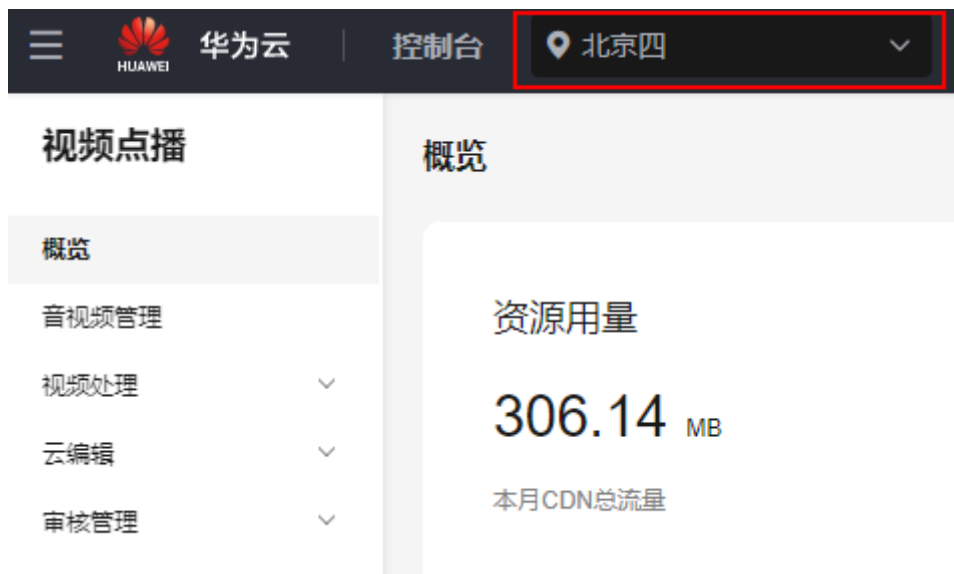 HUAWEI 华为云 控制台 北京四
视频点播
概览
音视频管理
视频处理
云编辑
审核管理
概览
资源用量
306.14 MB
本月CDN总流量